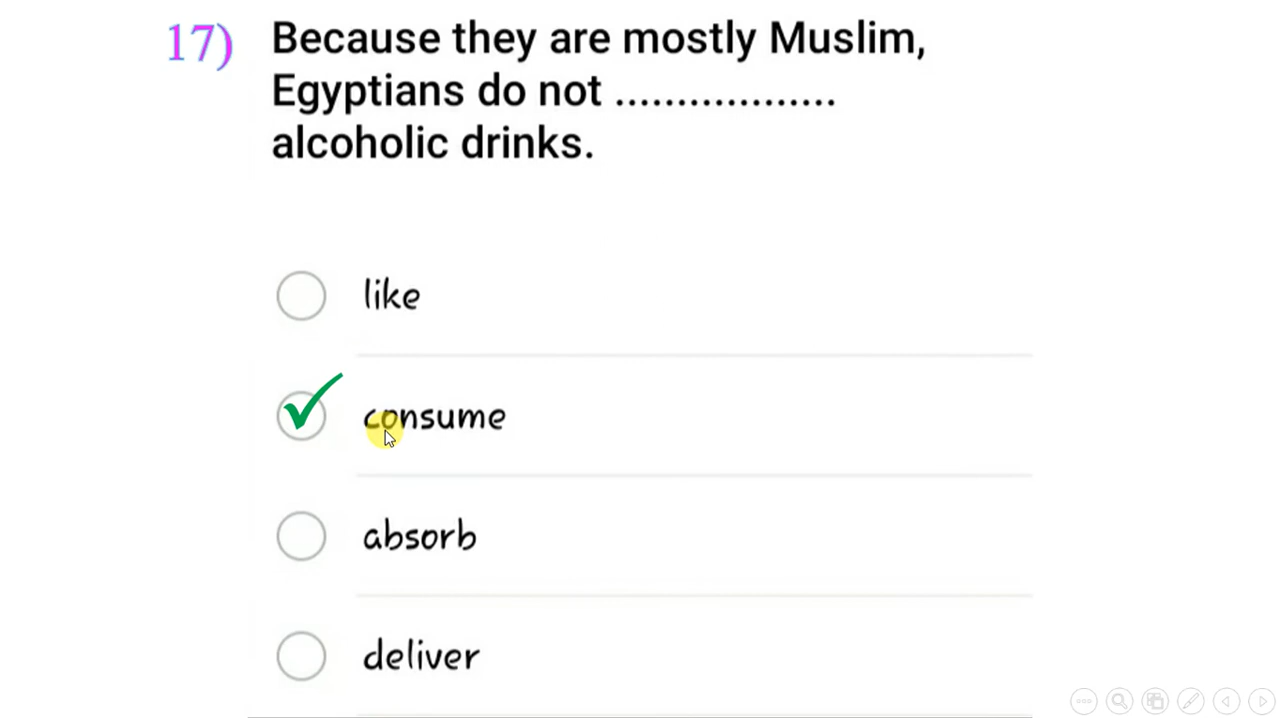 17) Because they are mostly Muslim,
Egyptians do not ..................
alcoholic drinks.
like
consume
absorb
deliver